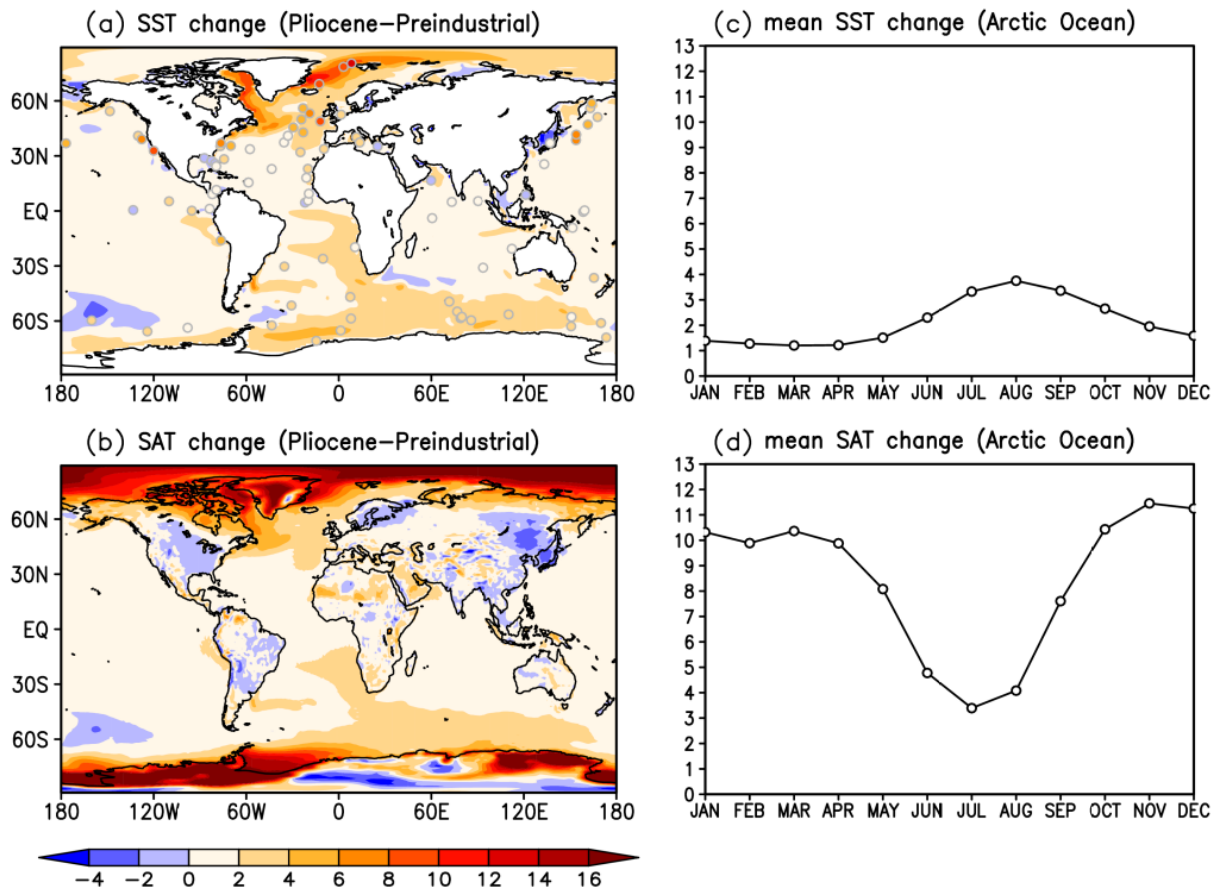 (a) SST change (Pliocene−Preindustrial)
60N
30N
EQ
30S
60S
180 120W 60W 0 60E 120E 180
(b) SAT change (Pliocene−Preindustrial)
60N
30N
EQ
30S
60S
180 120W 60W 0 60E 120E 180
−4 −2 0 2 4 6 8 10 12 14 16
(c) mean SST change (Arctic Ocean)
13
12
11
10
9
8
7
6
5
4
3
2
1
0
JAN FEB MAR APR MAY JUN JUL AUG SEP OCT NOV DEC
(d) mean SAT change (Arctic Ocean)
13
12
11
10
9
8
7
6
5
4
3
2
1
0
JAN FEB MAR APR MAY JUN JUL AUG SEP OCT NOV DEC